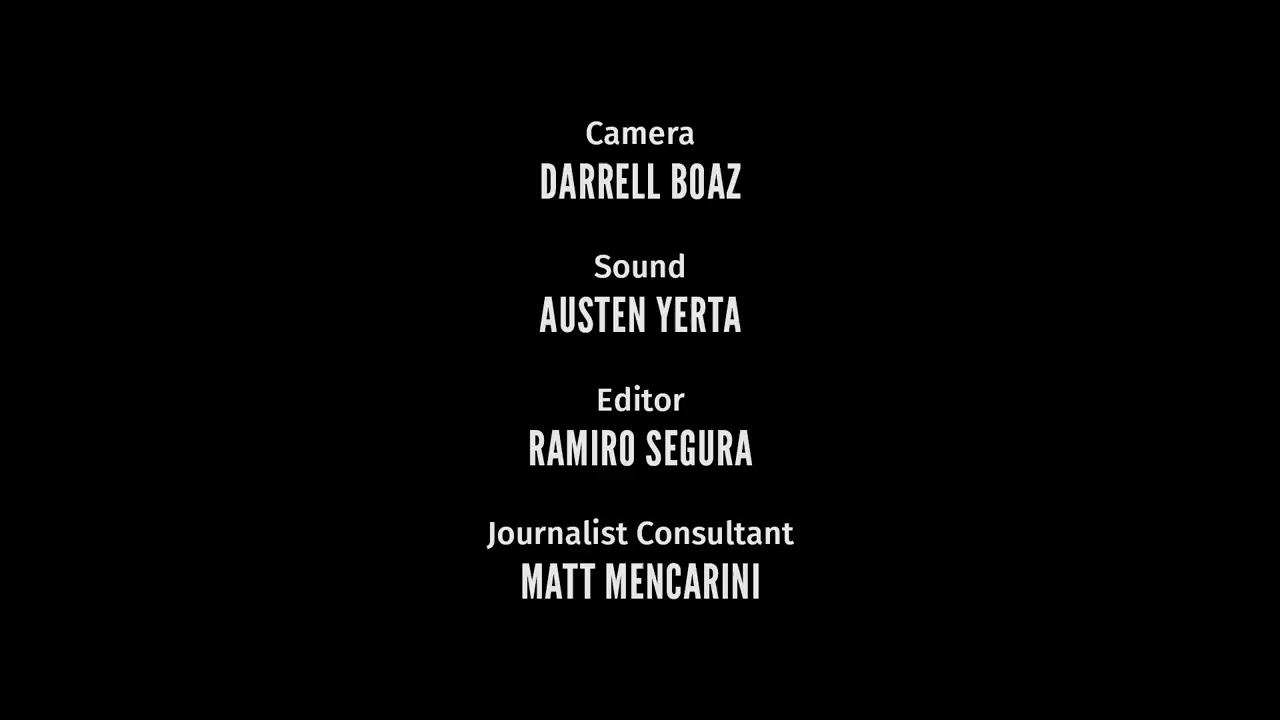 Camera
DARRELL BOAZ
Sound
AUSTEN YERTA
Editor
RAMIRO SEGURA
Journalist Consultant
MATT MENCARINI